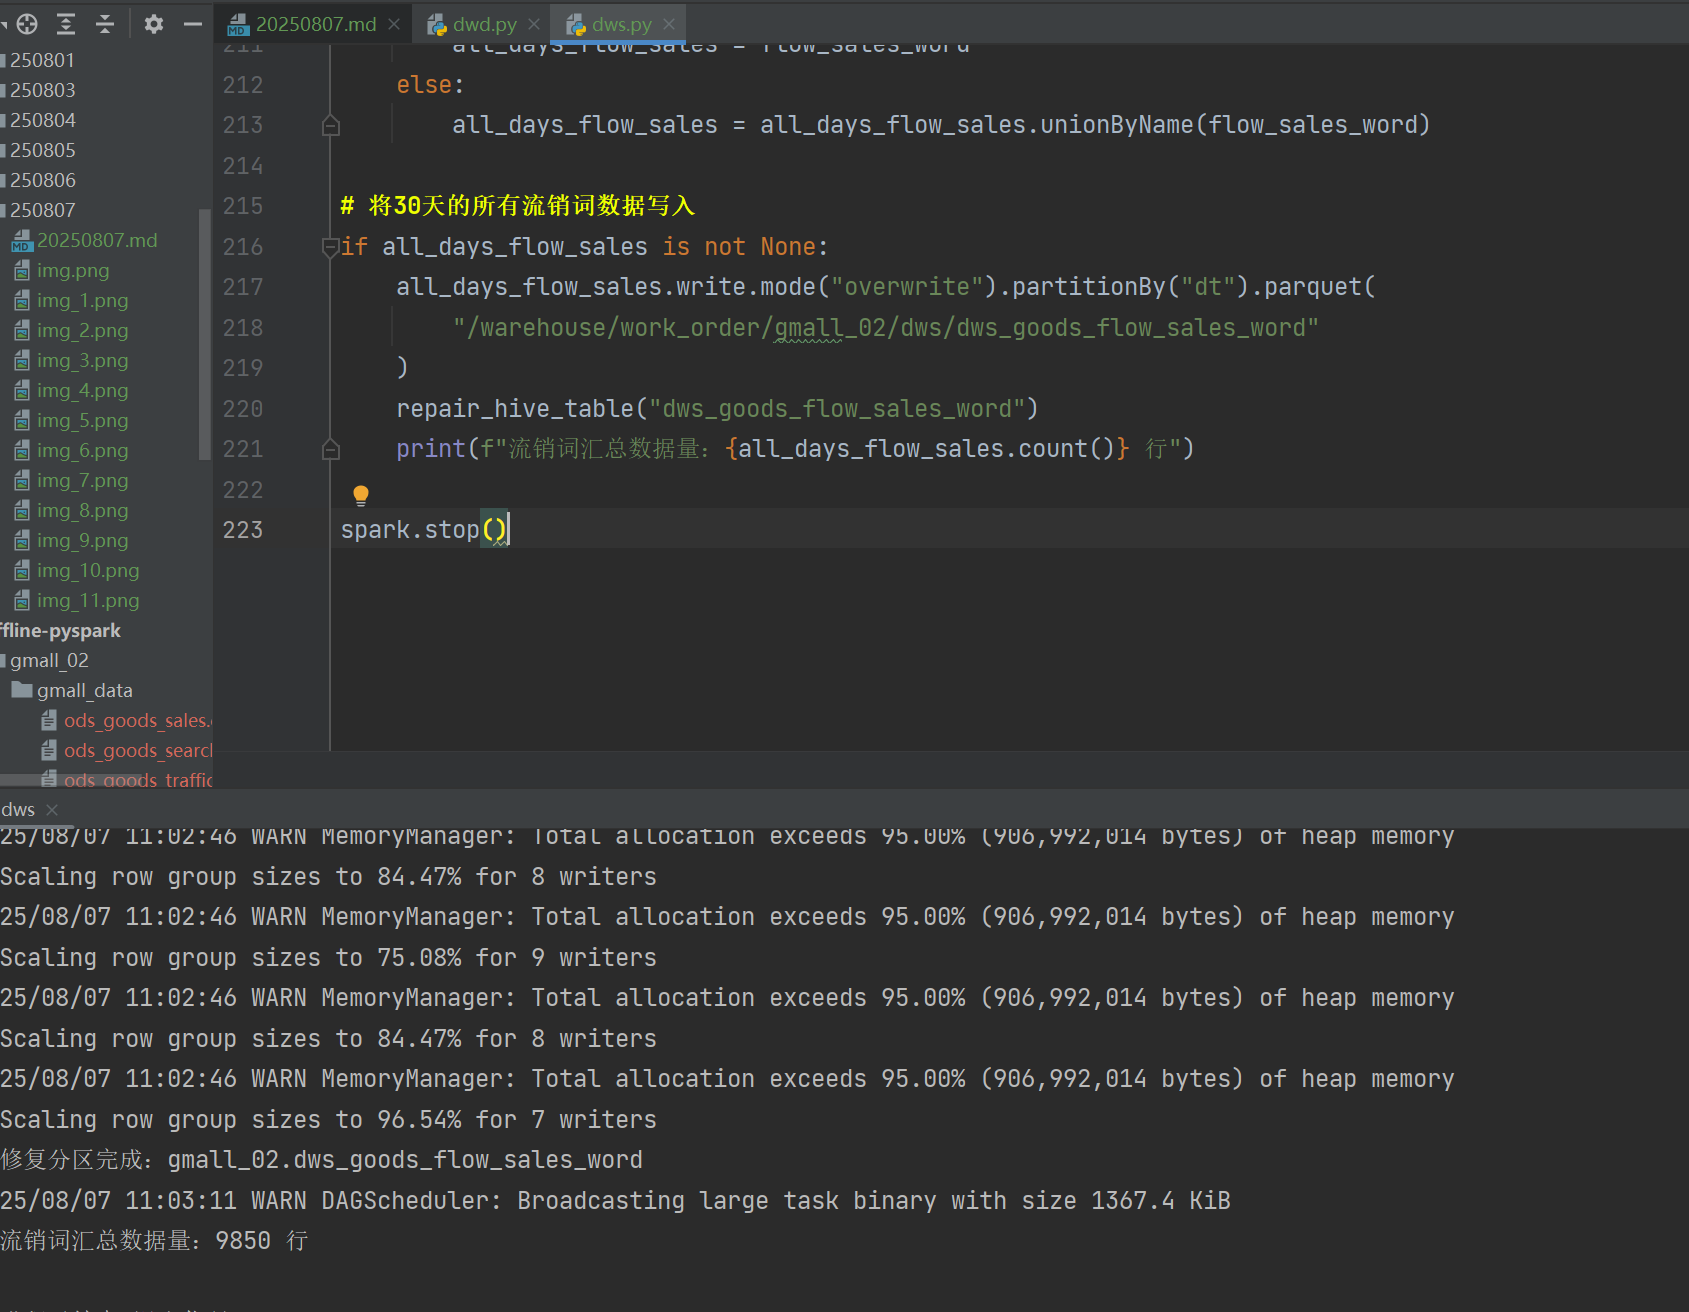 20250807.md
dwd.py
dws.py
250801
250803
250804
250805
250806
250807
20250807.md
img.png
img_1.png
img_2.png
img_3.png
img_4.png
img_5.png
img_6.png
img_7.png
img_8.png
img_9.png
img_10.png
img_11.png
ffline-pyspark
gmall_02
gmall_data
ods_goods_sales.
ods_goods_searc
ods_goods_traffic
211 all_days_flow_sales = flow_sales_word
212 else:
213 all_days_flow_sales = all_days_flow_sales.unionByName(flow_sales_word)
214
215 # 将30天的所有流销词数据写入
216 if all_days_flow_sales is not None:
217 all_days_flow_sales.write.mode("overwrite").partitionBy("dt").parquet(
218 "/warehouse/work_order/gmall_02/dws/dws_goods_flow_sales_word"
219 )
220 repair_hive_table("dws_goods_flow_sales_word")
221 print(f"流销词汇总数据量：{all_days_flow_sales.count()} 行")
222
223 spark.stop()
dws
25/08/07 11:02:46 WARN MemoryManager: Total allocation exceeds 95.00% (906,992,014 bytes) of heap memory
Scaling row group sizes to 84.47% for 8 writers
25/08/07 11:02:46 WARN MemoryManager: Total allocation exceeds 95.00% (906,992,014 bytes) of heap memory
Scaling row group sizes to 75.08% for 9 writers
25/08/07 11:02:46 WARN MemoryManager: Total allocation exceeds 95.00% (906,992,014 bytes) of heap memory
Scaling row group sizes to 84.47% for 8 writers
25/08/07 11:02:46 WARN MemoryManager: Total allocation exceeds 95.00% (906,992,014 bytes) of heap memory
Scaling row group sizes to 96.54% for 7 writers
修复分区完成：gmall_02.dws_goods_flow_sales_word
25/08/07 11:03:11 WARN DAGScheduler: Broadcasting large task binary with size 1367.4 KiB
流销词汇总数据量：9850 行